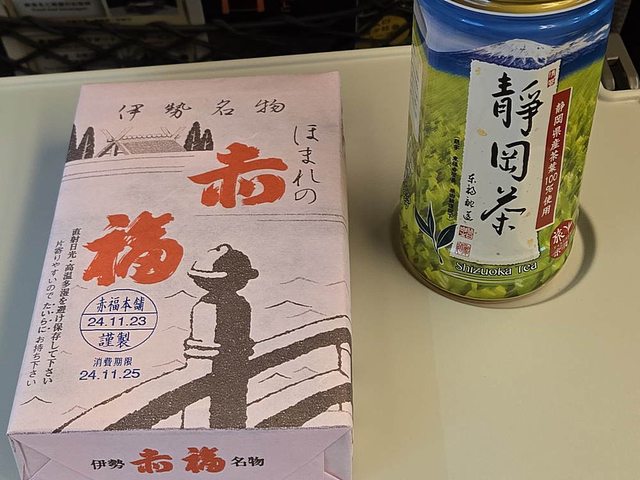 伊勢名物
ほまれの
赤
福
直射日光・高温多湿を避け保存して下さい
片寄りやすいのでたいらにお持ち下さい
赤福本舗
24.11.23
謹製
消費期限
24.11.25
伊勢 赤福 名物
靜岡茶
静岡県産茶葉100%使用
Shizuoka Tea